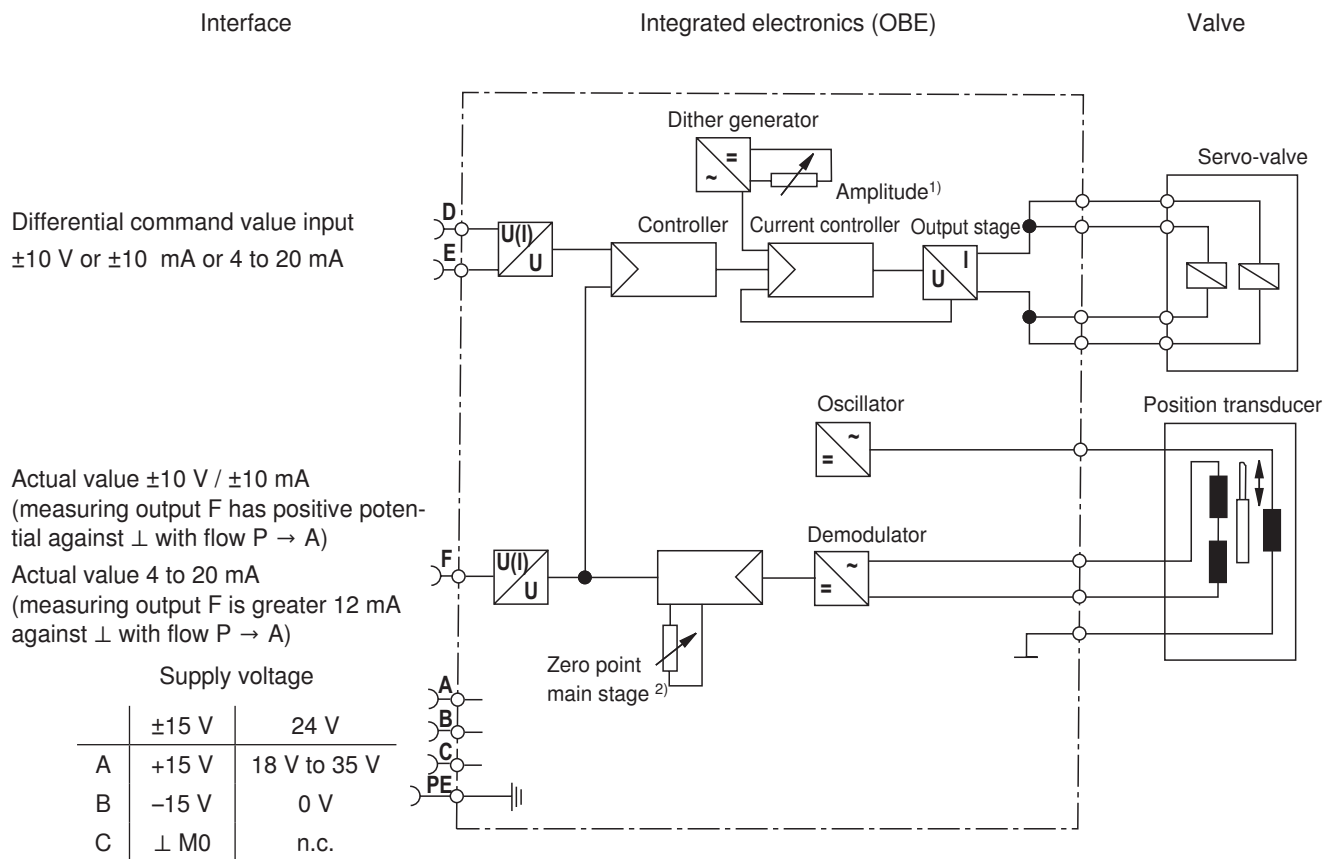 Interface
Integrated electronics (OBE)
Valve
Dither generator
=
~
Amplitude1)
Servo-valve
Differential command value input
±10 V or ±10 mA or 4 to 20 mA
D
E
U(I)
U
Controller
Current controller
Output stage
I
U
Oscillator
~
=
Position transducer
Actual value ±10 V / ±10 mA
(measuring output F has positive poten-
tial against ⊥ with flow P → A)
Actual value 4 to 20 mA
(measuring output F is greater 12 mA
against ⊥ with flow P → A)
F
U(I)
U
Demodulator
~
=
Zero point
main stage 2)
Supply voltage
±15 V 24 V
A +15 V 18 V to 35 V
B –15 V 0 V
C ⊥ M0 n.c.
A
B
C
PE